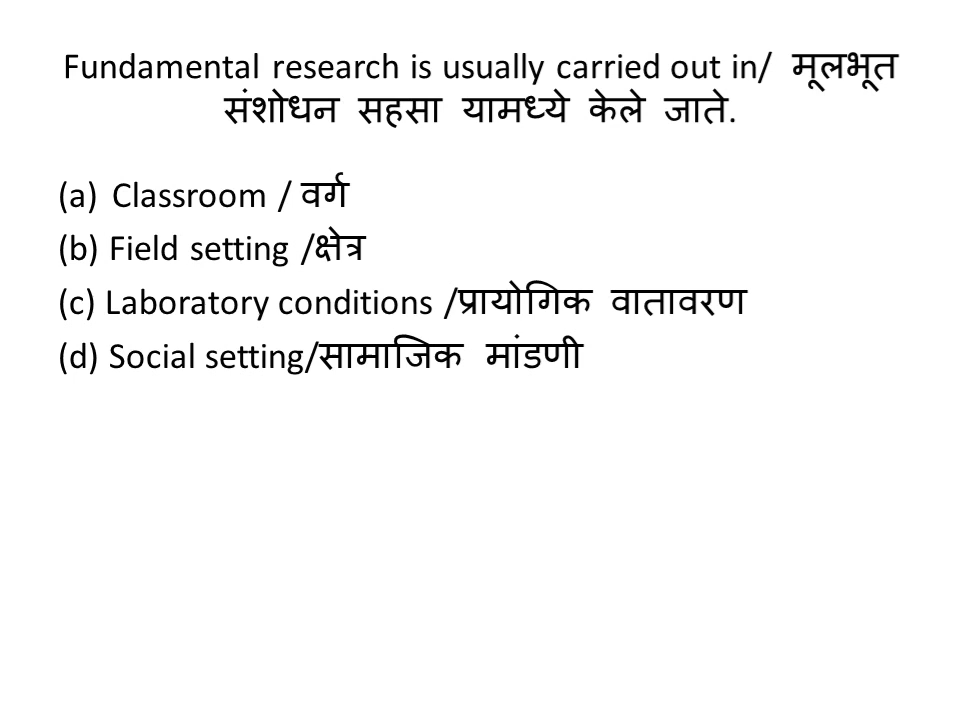 Fundamental research is usually carried out in/ मूलभूत
संशोधन सहसा यामध्ये केले जाते.
(a) Classroom / वर्ग
(b) Field setting /क्षेत्र
(c) Laboratory conditions /प्रायोगिक वातावरण
(d) Social setting/सामाजिक मांडणी